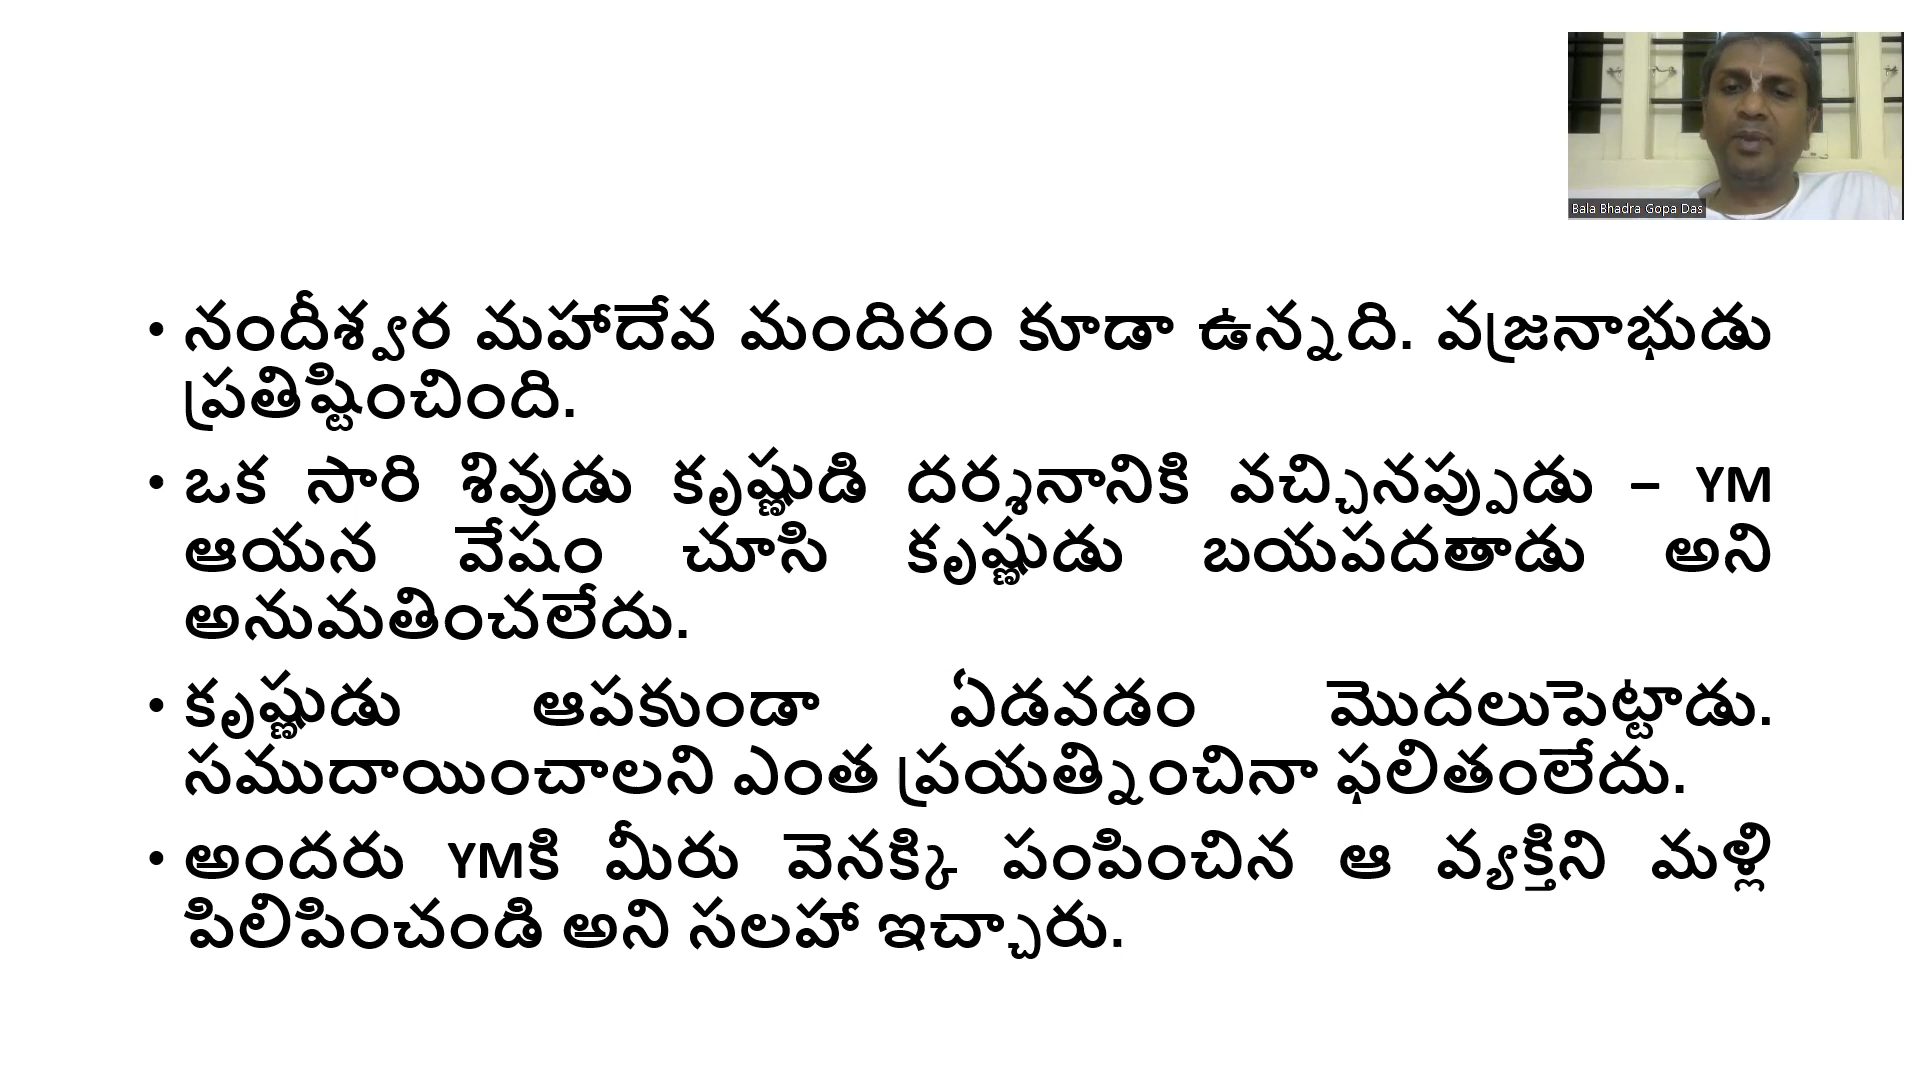 Bala Bhadra Gopa Das
• నందీశ్వర మహాదేవ మందిరం కూడా ఉన్నది. వజ్రనాభుడు
ప్రతిష్టించింది.
• ఒక సారి శివుడు కృష్ణుడి దర్శనానికి వచ్చినప్పుడు – YM
ఆయన వేషం చూసి కృష్ణుడు బయపదతాడు అని
అనుమతించలేదు.
• కృష్ణుడు ఆపకుండా ఏడవడం మొదలుపెట్టాడు.
సముదాయించాలని ఎంత ప్రయత్నించినా ఫలితంలేదు.
• అందరు YMకి మీరు వెనక్కి పంపించిన ఆ వ్యక్తిని మళ్లి
పిలిపించండి అని సలహా ఇచ్చారు.